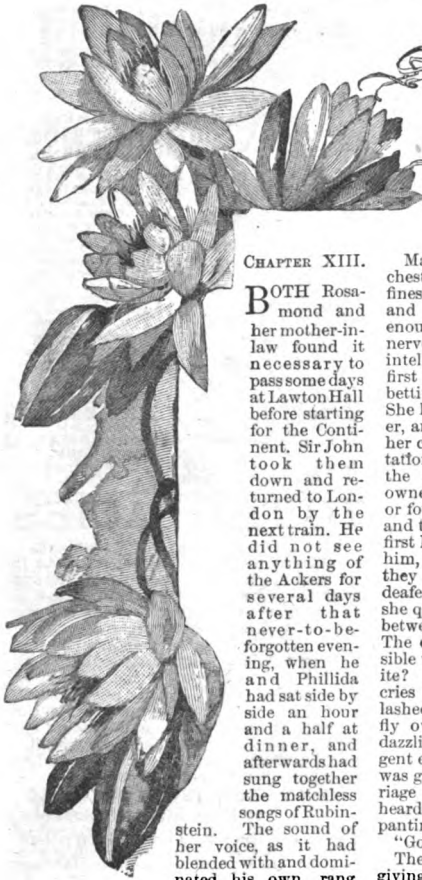 CHAPTER XIII.
BOTH Rosa-
mond and
her mother-in-
law found it
necessary to
pass some days
at Lawton Hall
before starting
for the Conti-
nent. Sir John
took them
down and re-
turned to Lon-
don by the
next train. He
did not see
anything of
the Ackers for
several days
after that
never-to-be-
forgotten even-
ing, when he
and Phillida
had sat side by
side an hour
and a half at
dinner, and
afterwards had
sung together
the matchless
songs of Rubin-
stein. The sound of
her voice, as it had
blended with and domi-
nated his own, rang
Ma
chest
fines
and
enou
nerv
intel
first
betti
She l
er, ar
her c
tation
the
owne
or fo
and t
first l
him,
they
deafe
she q
betwe
The e
sible
ite?
cries
lashed
fly ov
dazzli
gent e
was g
riage
heard
pantin
"Go
The
giving